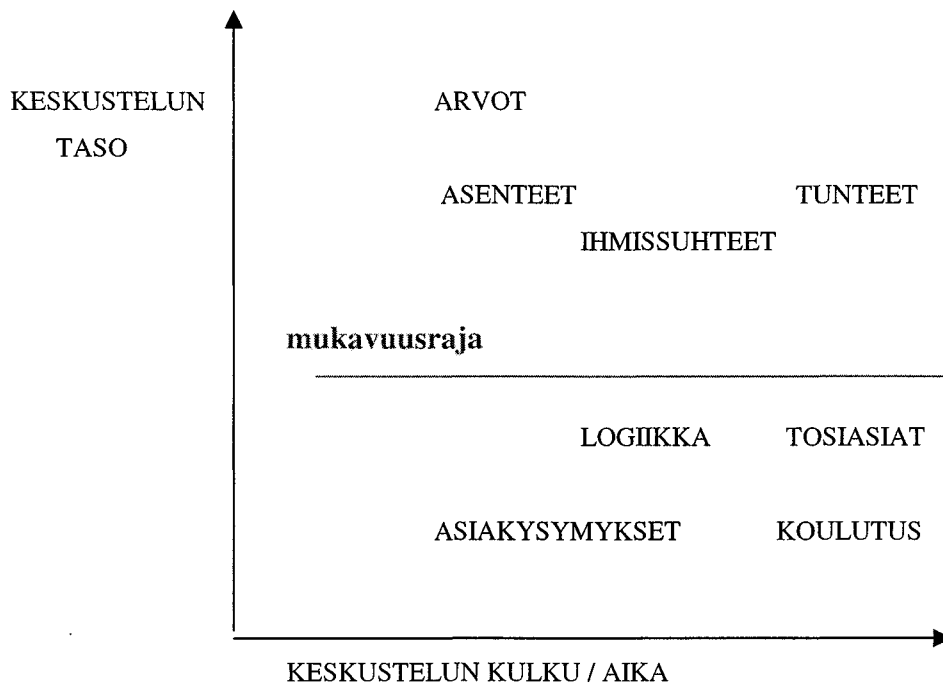 KESKUSTELUN
TASO
ARVOT
ASENTEET
TUNTEET
IHMISSUHTEET
mukavuusraja
LOGIIKKA
TOSIASIAT
ASIAKYSYMYKSET
KOULUTUS
KESKUSTELUN KULKU / AIKA